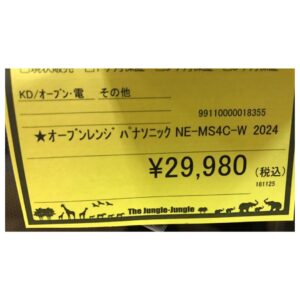 KD/オーブン・電 その他
99110000018355
★オーブンレンジ パナソニック NE-MS4C-W 2024
¥29,980 (税込)
161125
The Jungle-Jungle